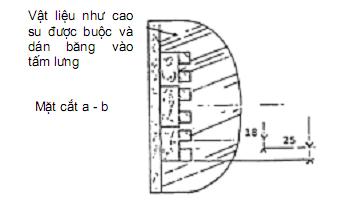 Vật liệu như cao
su được buộc và
dán băng vào
tấm lưng
Mặt cắt a - b
18
25